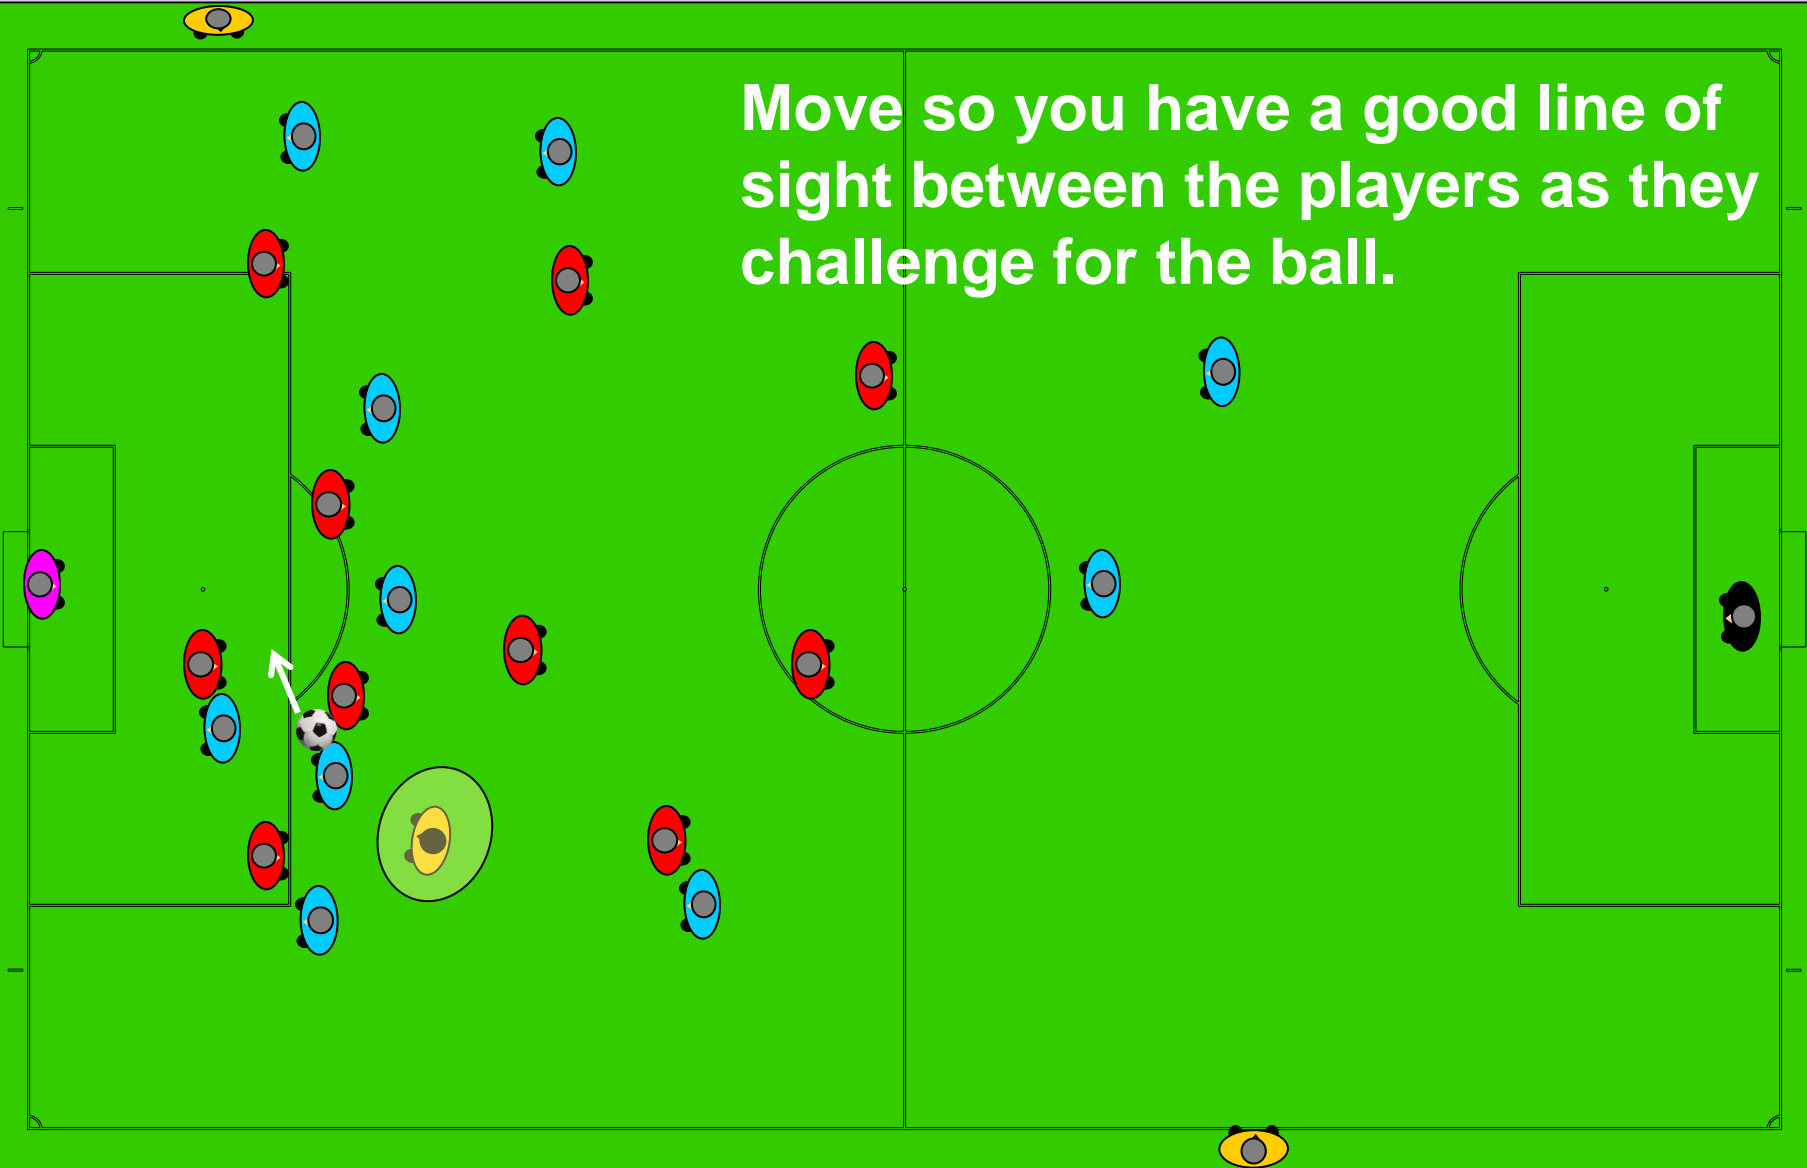 Move so you have a good line of
sight between the players as they
challenge for the ball.